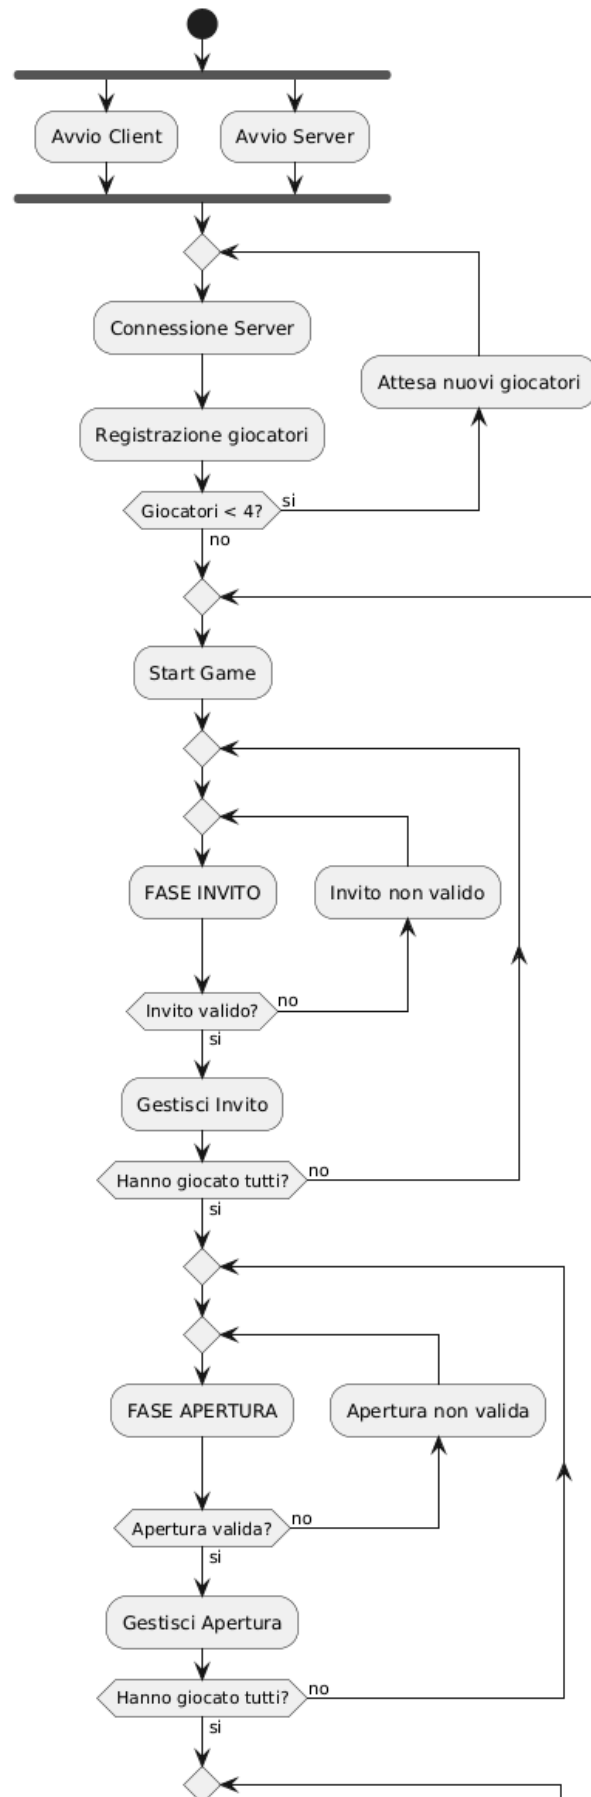 Avvio Client
Avvio Server
Connessione Server
Attesa nuovi giocatori
Registrazione giocatori
Giocatori < 4?
si
no
Start Game
FASE INVITO
Invito non valido
Invito valido?
no
si
Gestisci Invito
Hanno giocato tutti?
no
si
FASE APERTURA
Apertura non valida
Apertura valida?
no
si
Gestisci Apertura
Hanno giocato tutti?
no
si